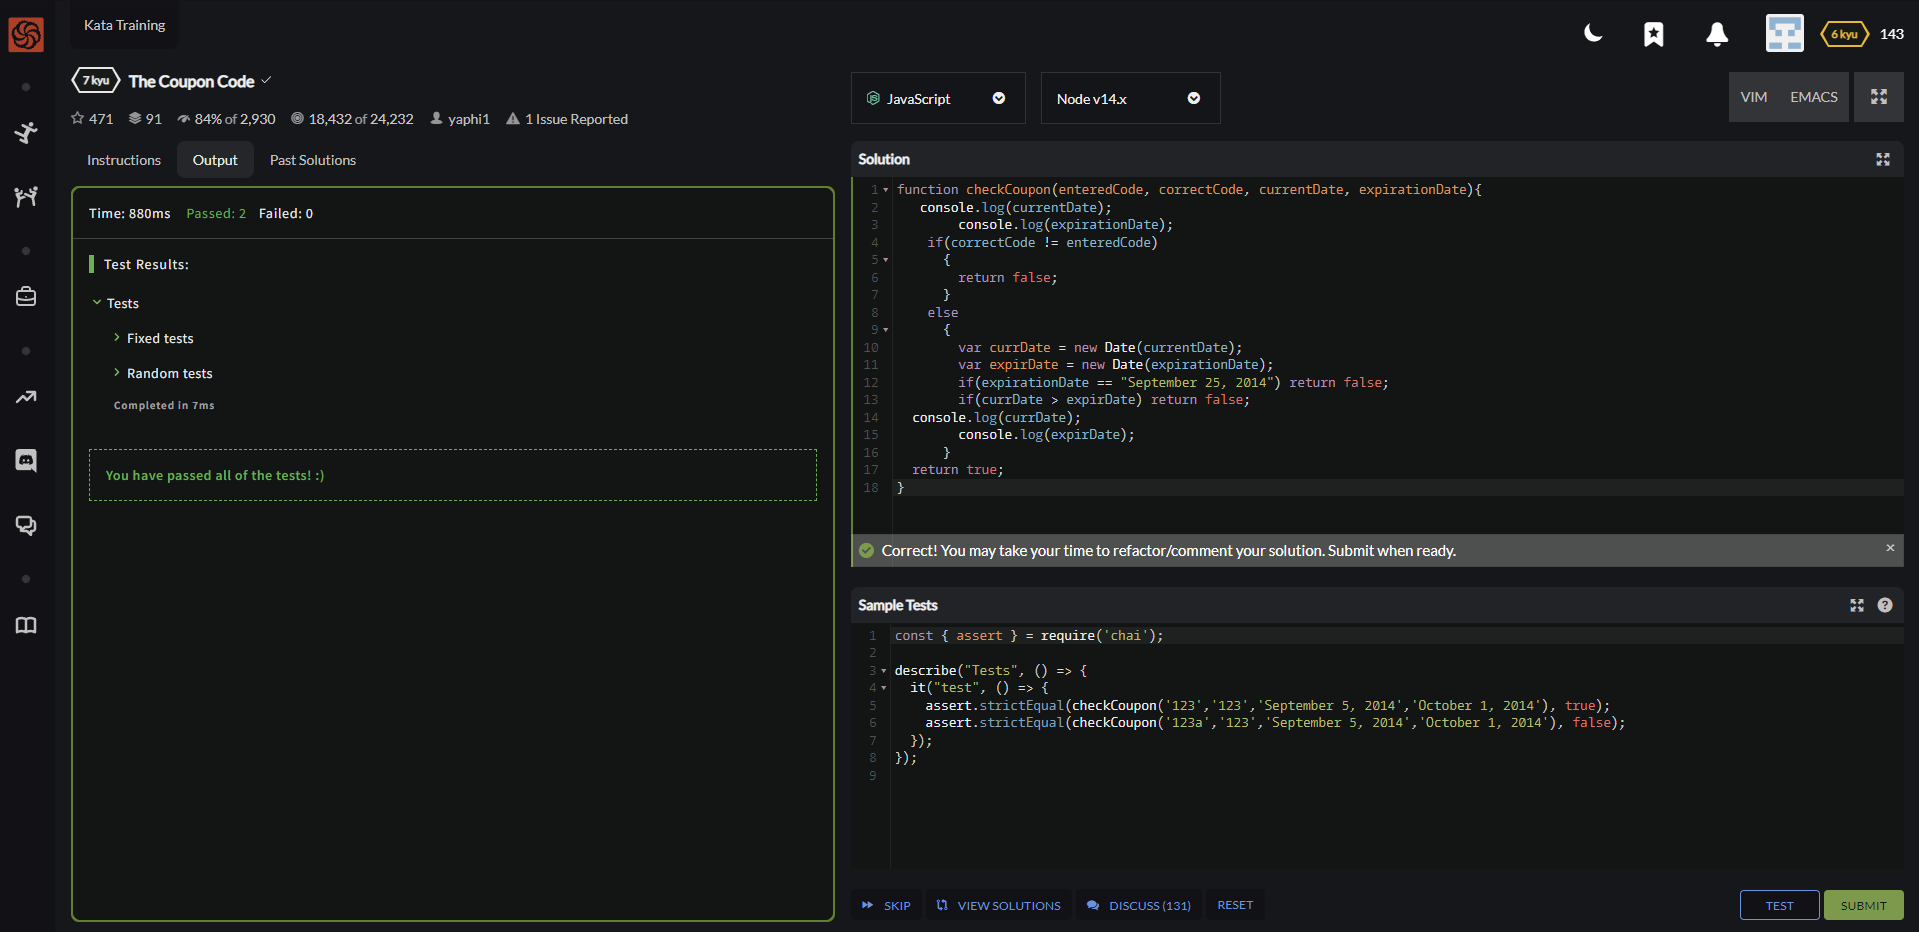 Kata Training
6 kyu 143
7 kyu The Coupon Code
471 91 84% of 2,930 18,432 of 24,232 yaphi1 1 Issue Reported
Instructions Output Past Solutions
Time: 880ms Passed: 2 Failed: 0
Test Results:
Tests
Fixed tests
Random tests
Completed in 7ms
You have passed all of the tests! :)
JavaScript Node v14.x VIM EMACS
Solution
1 function checkCoupon(enteredCode, correctCode, currentDate, expirationDate){
2 console.log(currentDate);
3 console.log(expirationDate);
4 if(correctCode != enteredCode)
5 {
6 return false;
7 }
8 else
9 {
10 var currDate = new Date(currentDate);
11 var expirDate = new Date(expirationDate);
12 if(expirationDate == "September 25, 2014") return false;
13 if(currDate > expirDate) return false;
14 console.log(currDate);
15 console.log(expirDate);
16 }
17 return true;
18 }
Correct! You may take your time to refactor/comment your solution. Submit when ready.
Sample Tests
1 const { assert } = require('chai');
2
3 describe("Tests", () => {
4 it("test", () => {
5 assert.strictEqual(checkCoupon('123','123','September 5, 2014','October 1, 2014'), true);
6 assert.strictEqual(checkCoupon('123a','123','September 5, 2014','October 1, 2014'), false);
7 });
8 });
9
SKIP VIEW SOLUTIONS DISCUSS (131) RESET TEST SUBMIT